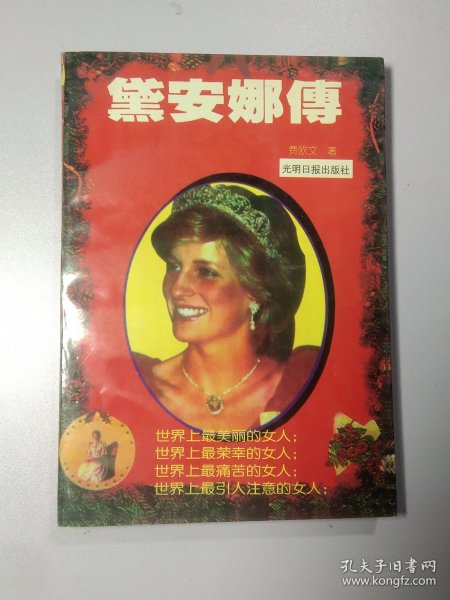 黛安娜傳
费欧文 著
光明日报出版社
世界上最美丽的女人；
世界上最荣幸的女人；
世界上最痛苦的女人；
世界上最引人注意的女人；
孔夫子旧书网
www.kongfz.com